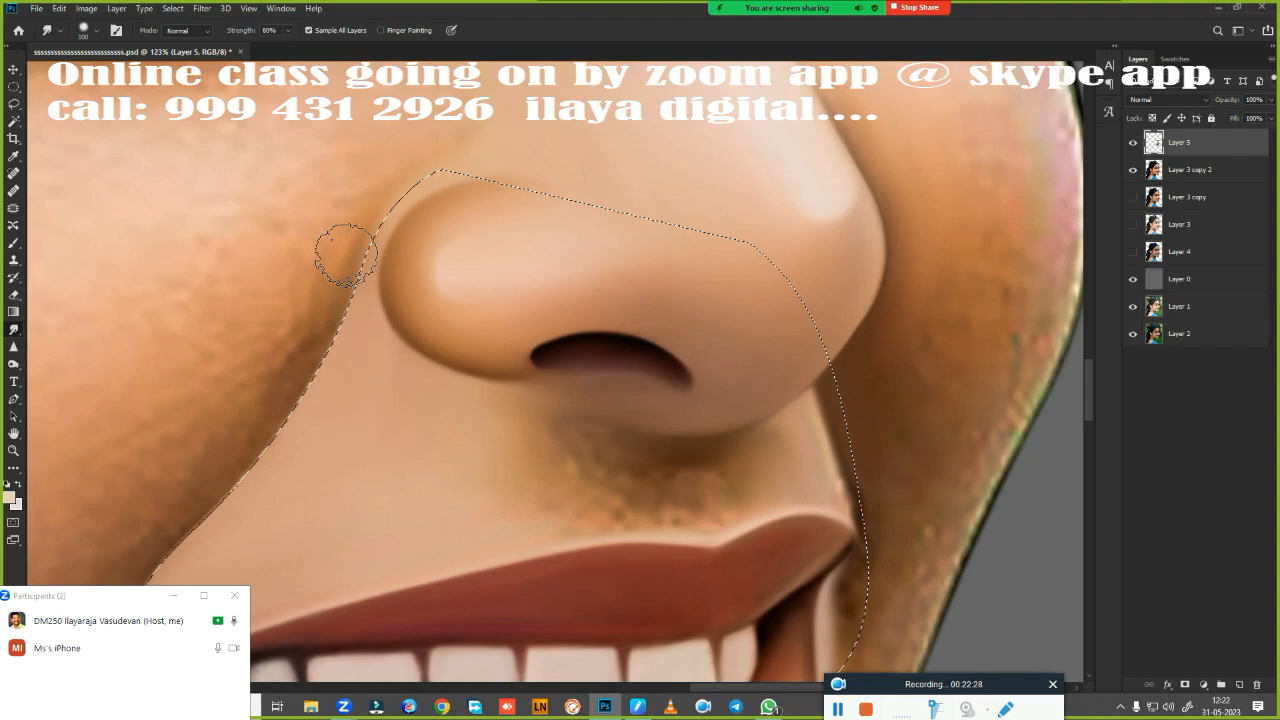 File Edit Image Layer Type Select Filter 3D View Window Help
You are screen sharing
Stop Share
100
Mode: Normal
Strength: 80%
Sample All Layers
Finger Painting
@ 123% (Layer 5, RGB/8) *
Online class going on by zoom app @ skype app
call: 999 431 2926 ilaya digital....
Layers Swatches
Normal
Opacity: 100%
Lock:
Fill: 100%
Layer 5
Layer 3 copy 2
Layer 3 copy
Layer 3
Layer 4
Layer 0
Layer 1
Layer 2
Participants (2)
DM250 Ilayaraja Vasudevan (Host, me)
MI
Ms's iPhone
Recording... 00:22:28
LN
Ps
12:22
31-05-2023